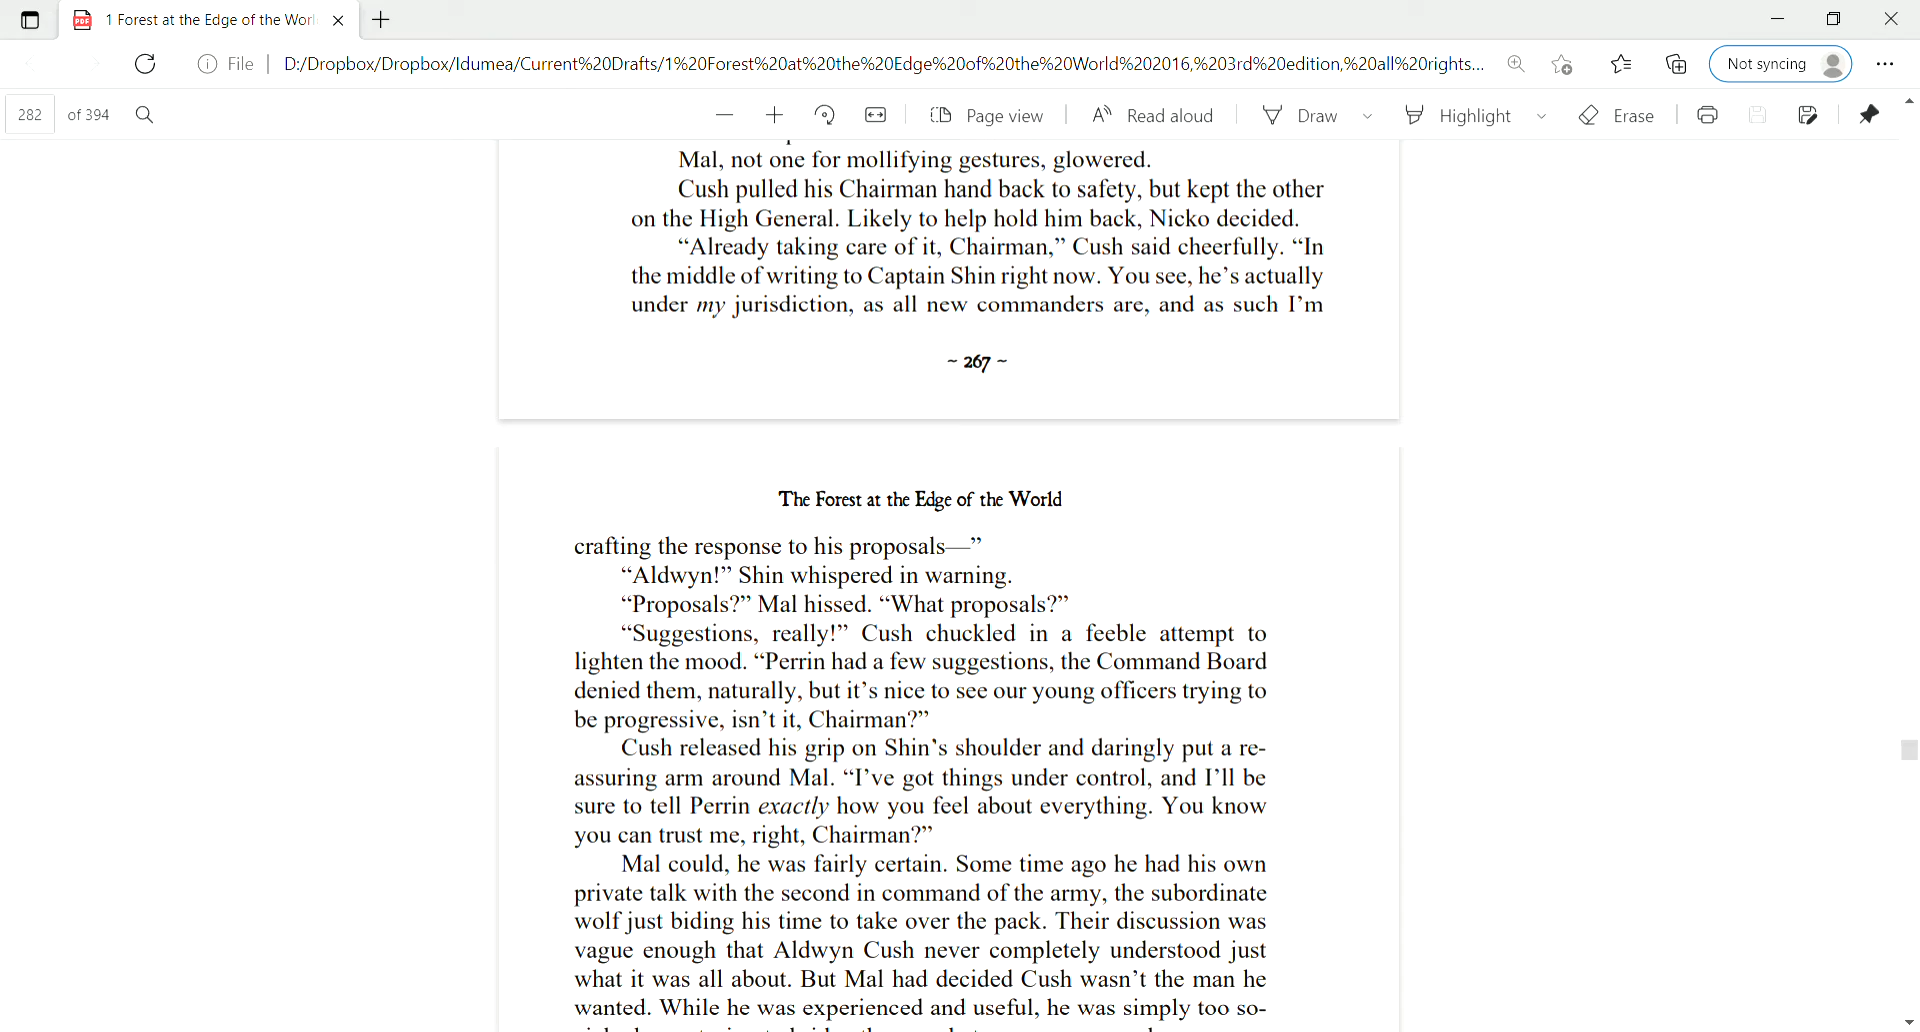 1 Forest at the Edge of the Worl
File
D:/Dropbox/Dropbox/Idumea/Current%20Drafts/1%20Forest%20at%20the%20Edge%20of%20the%20World%202016,%203rd%20edition,%20all%20rights...
Not syncing
282 of 394
Page view
Read aloud
Draw
Highlight
Erase
Mal, not one for mollifying gestures, glowered.
Cush pulled his Chairman hand back to safety, but kept the other
on the High General. Likely to help hold him back, Nicko decided.
“Already taking care of it, Chairman,” Cush said cheerfully. “In
the middle of writing to Captain Shin right now. You see, he’s actually
under my jurisdiction, as all new commanders are, and as such I’m
~ 267 ~
The Forest at the Edge of the World
crafting the response to his proposals—”
“Aldwyn!” Shin whispered in warning.
“Proposals?” Mal hissed. “What proposals?”
“Suggestions, really!” Cush chuckled in a feeble attempt to
lighten the mood. “Perrin had a few suggestions, the Command Board
denied them, naturally, but it’s nice to see our young officers trying to
be progressive, isn’t it, Chairman?”
Cush released his grip on Shin’s shoulder and daringly put a re-
assuring arm around Mal. “I’ve got things under control, and I’ll be
sure to tell Perrin exactly how you feel about everything. You know
you can trust me, right, Chairman?”
Mal could, he was fairly certain. Some time ago he had his own
private talk with the second in command of the army, the subordinate
wolf just biding his time to take over the pack. Their discussion was
vague enough that Aldwyn Cush never completely understood just
what it was all about. But Mal had decided Cush wasn’t the man he
wanted. While he was experienced and useful, he was simply too so-